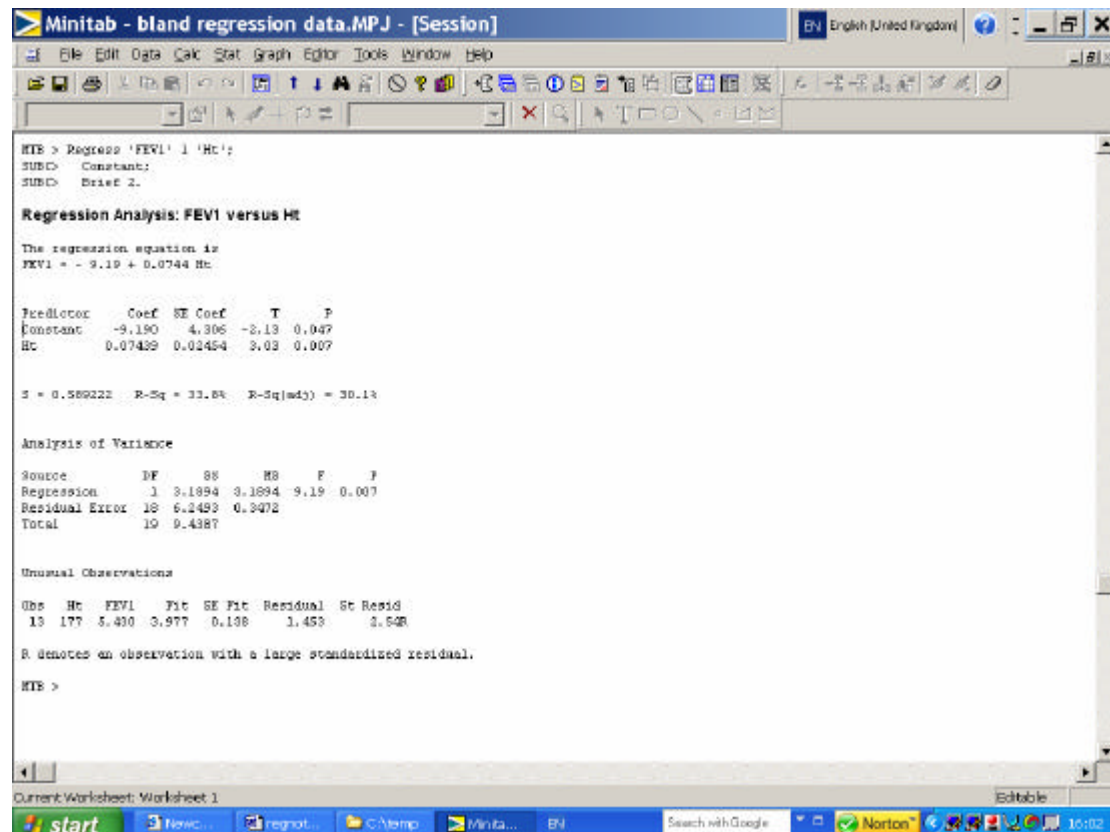 Minitab - bland regression data.MPJ - [Session]
EN English (United Kingdom)
File Edit Data Calc Stat Graph Editor Tools Window Help
MTB > Regress 'FEV1' 1 'Ht';
SUBC> Constant;
SUBC> Brief 2.
Regression Analysis: FEV1 versus Ht
The regression equation is
FEV1 = - 9.19 + 0.0744 Ht
Predictor Coef SE Coef T P
Constant -9.190 4.306 -2.13 0.047
Ht 0.07439 0.02454 3.03 0.007
S = 0.589222 R-Sq = 33.8% R-Sq(adj) = 30.1%
Analysis of Variance
Source DF SS MS F P
Regression 1 3.1894 3.1894 9.19 0.007
Residual Error 18 6.2493 0.3472
Total 19 9.4387
Unusual Observations
Obs Ht FEV1 Fit SE Fit Residual St Resid
13 177 5.430 3.977 0.138 1.453 2.54R
R denotes an observation with a large standardized residual.
MTB >
Current Worksheet: Worksheet 1
Editable
start Newc... regnot... C:\temp Minita... EN Search with Google Norton™ 16:02